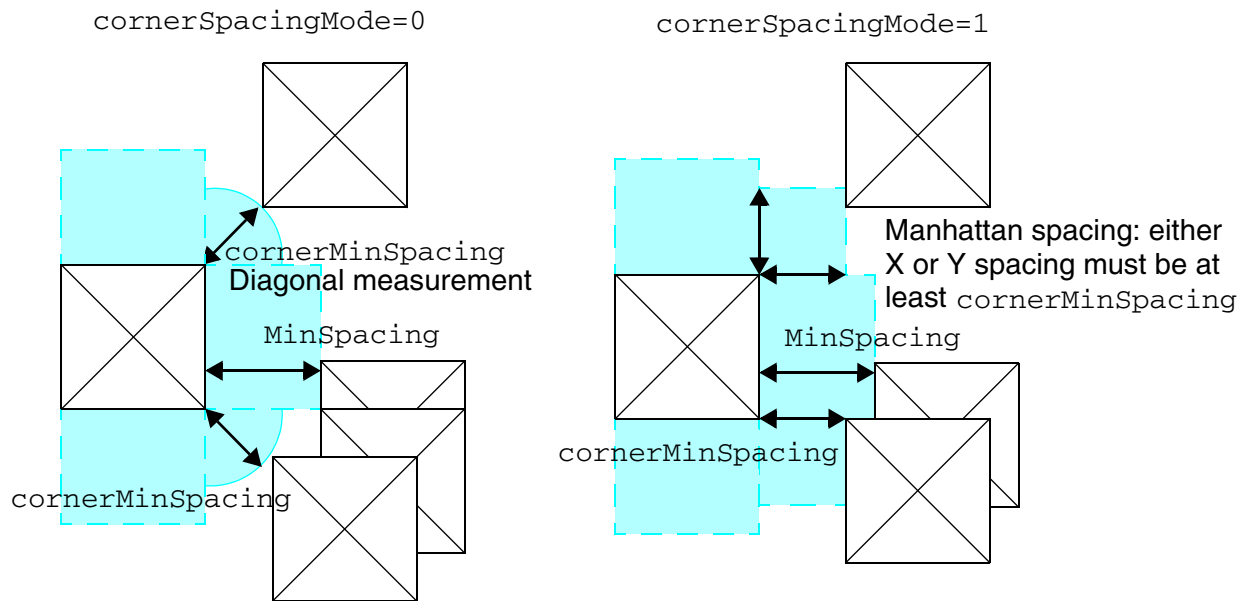 cornerSpacingMode=0
cornerMinSpacing
Diagonal measurement
MinSpacing
cornerMinSpacing
cornerSpacingMode=1
Manhattan spacing: either
X or Y spacing must be at
least cornerMinSpacing
MinSpacing
cornerMinSpacing